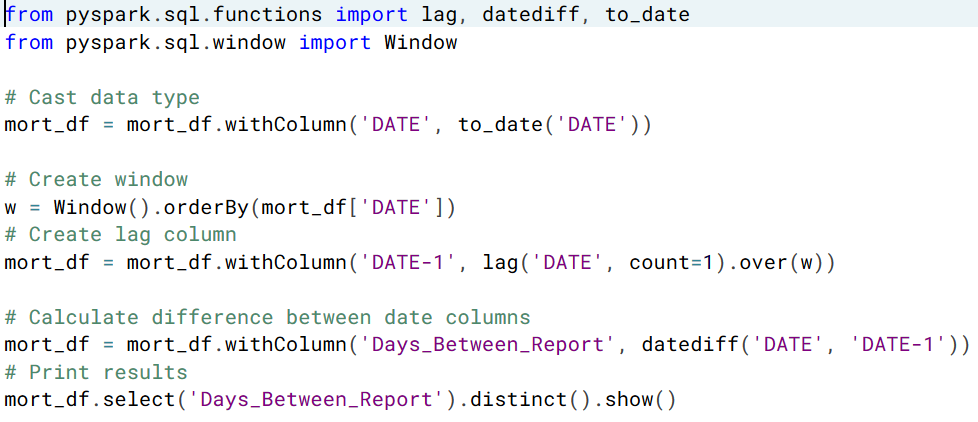 from pyspark.sql.functions import lag, datediff, to_date
from pyspark.sql.window import Window
# Cast data type
mort_df = mort_df.withColumn('DATE', to_date('DATE'))
# Create window
w = Window().orderBy(mort_df['DATE'])
# Create lag column
mort_df = mort_df.withColumn('DATE-1', lag('DATE', count=1).over(w))
# Calculate difference between date columns
mort_df = mort_df.withColumn('Days_Between_Report', datediff('DATE', 'DATE-1'))
# Print results
mort_df.select('Days_Between_Report').distinct().show()